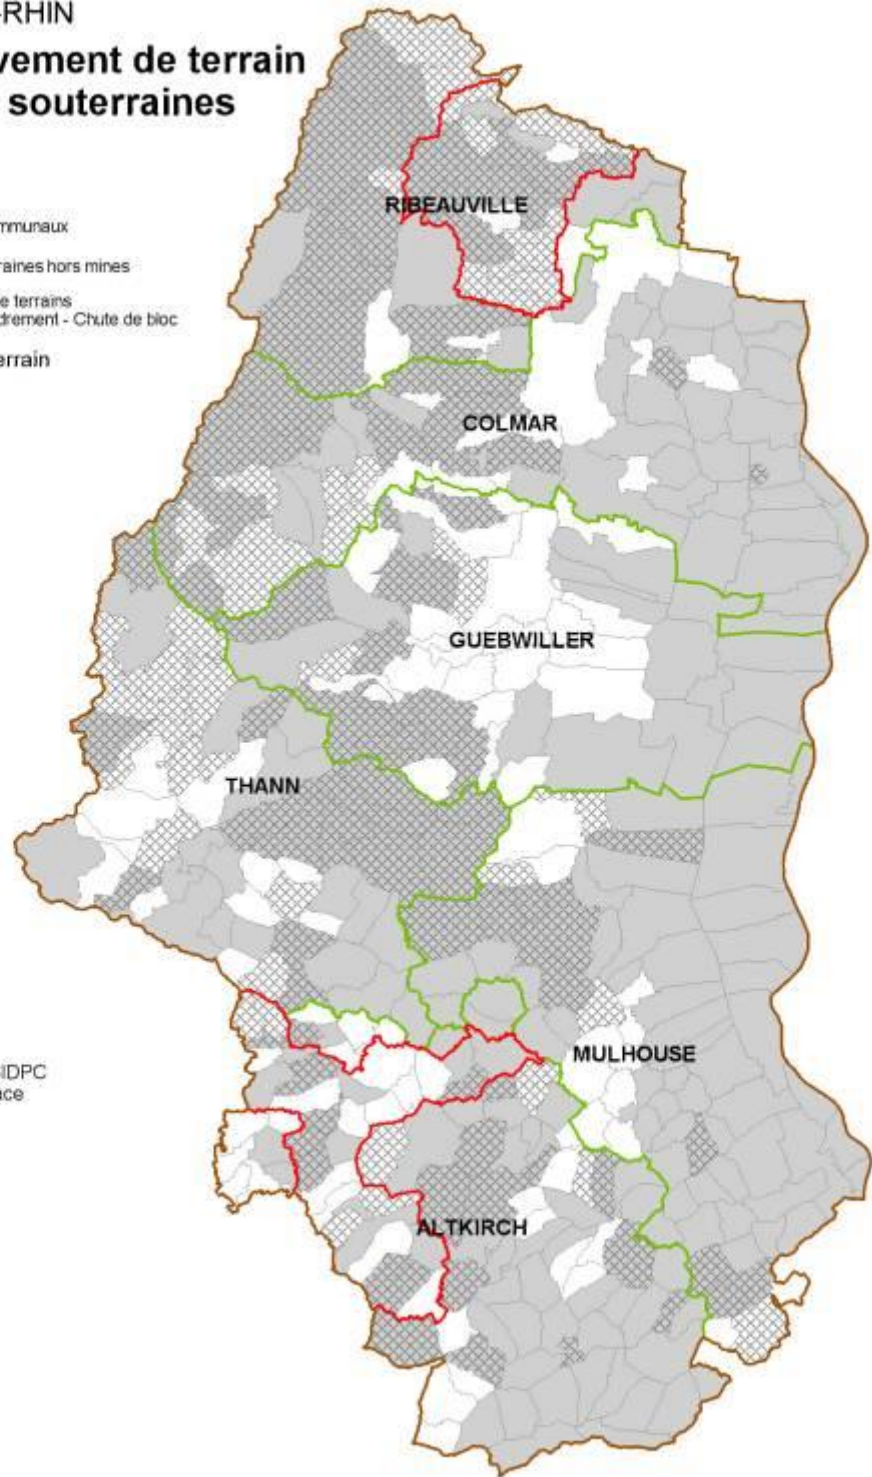 -RHIN
vement de terrain
souterraines
mmunaux
raines hors mines
e terrains
drement - Chute de bloc
errain
RIBEAUVILLE
COLMAR
GUEBWILLER
THANN
MULHOUSE
IDPC
ace
ALTKIRCH